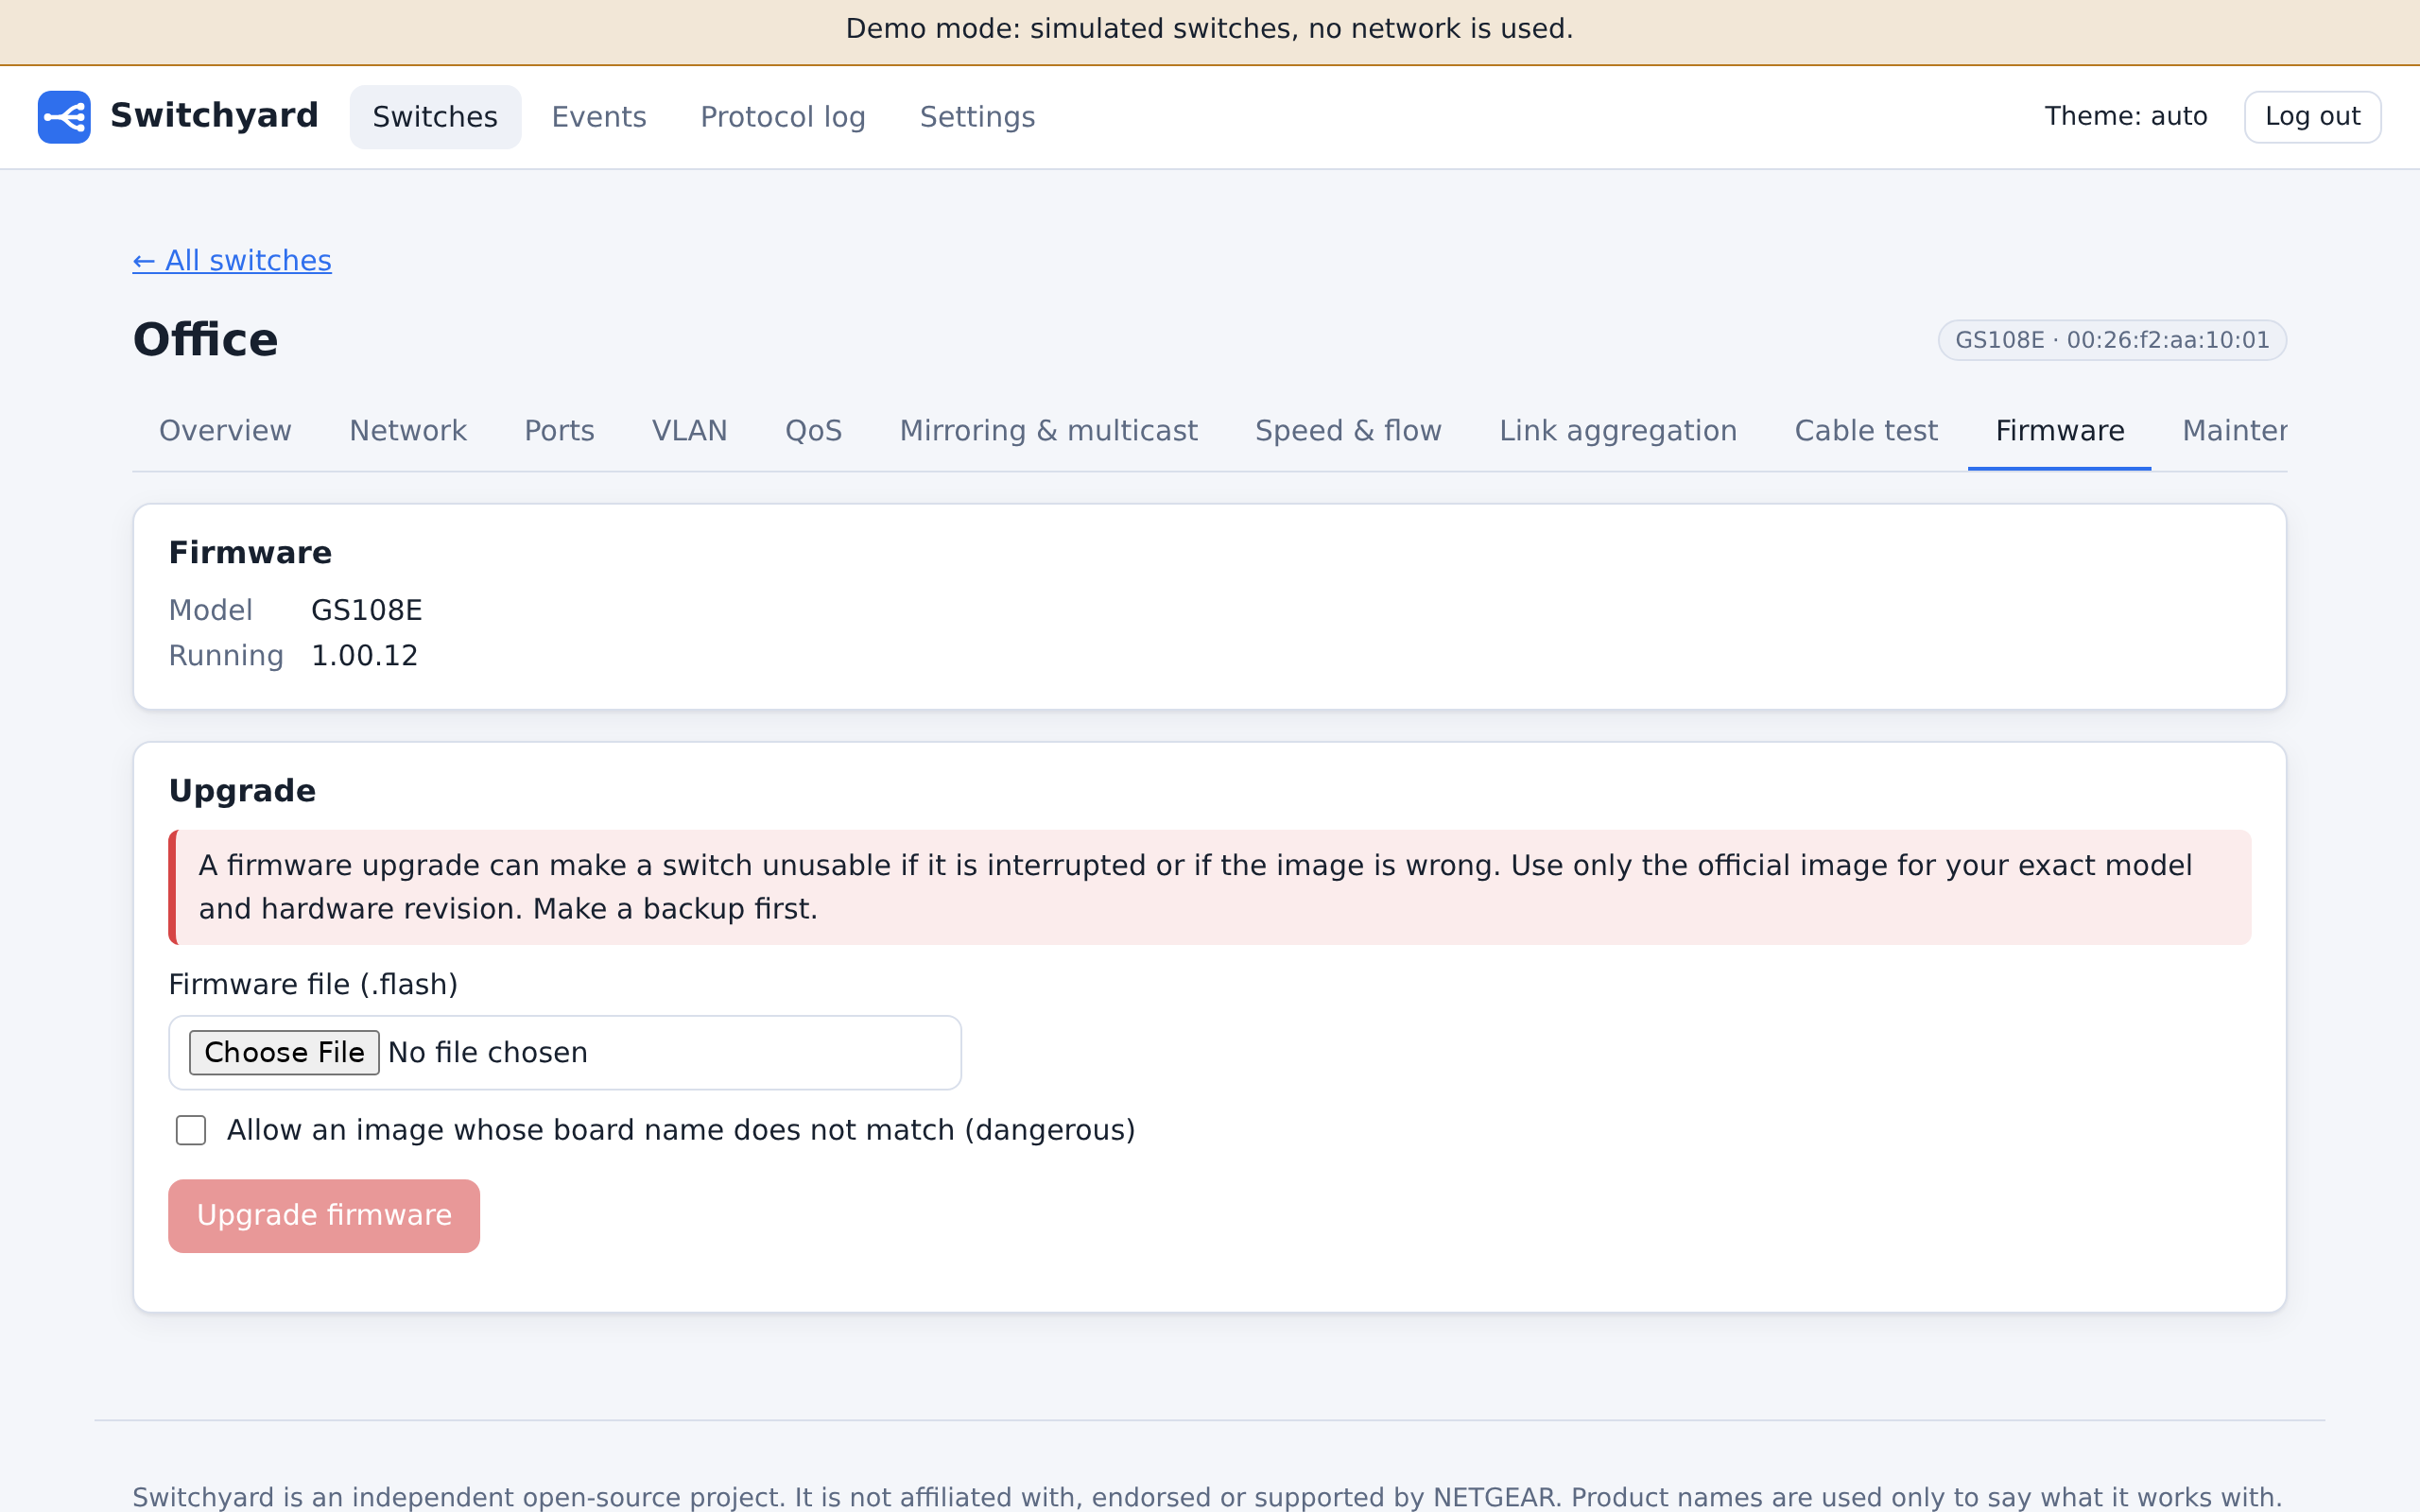 Demo mode: simulated switches, no network is used.
Switchyard Switches Events Protocol log Settings Theme: auto Log out
← All switches
Office GS108E · 00:26:f2:aa:10:01
Overview Network Ports VLAN QoS Mirroring & multicast Speed & flow Link aggregation Cable test Firmware Mainter
Firmware
Model GS108E
Running 1.00.12
Upgrade
A firmware upgrade can make a switch unusable if it is interrupted or if the image is wrong. Use only the official image for your exact model
and hardware revision. Make a backup first.
Firmware file (.flash)
Choose File No file chosen
Allow an image whose board name does not match (dangerous)
Upgrade firmware
Switchyard is an independent open-source project. It is not affiliated with, endorsed or supported by NETGEAR. Product names are used only to say what it works with.